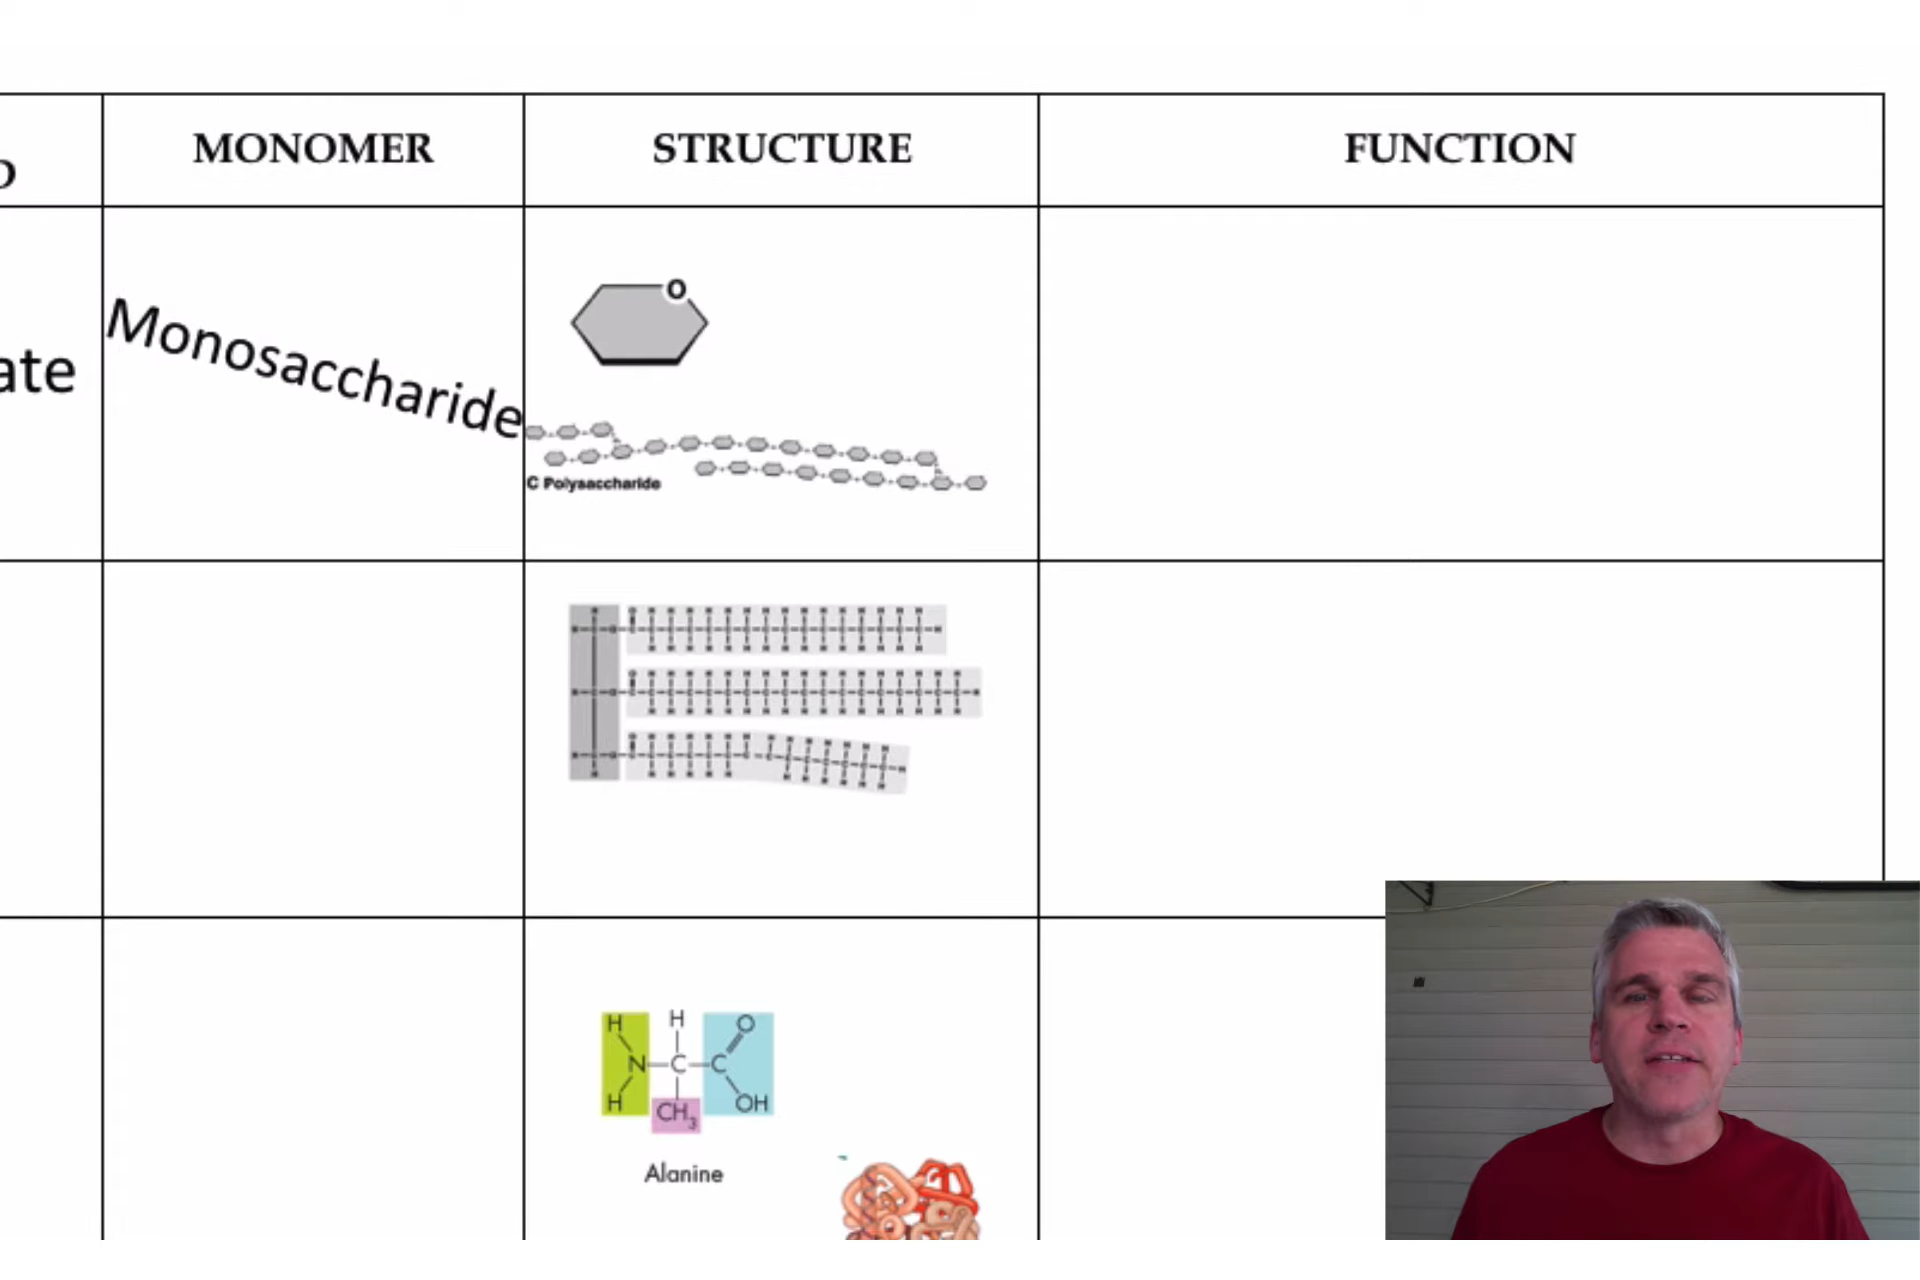 MONOMER STRUCTURE FUNCTION
O
Monosaccharide
ate
C Polysaccharide
H H O
N C C
H CH3 OH
Alanine